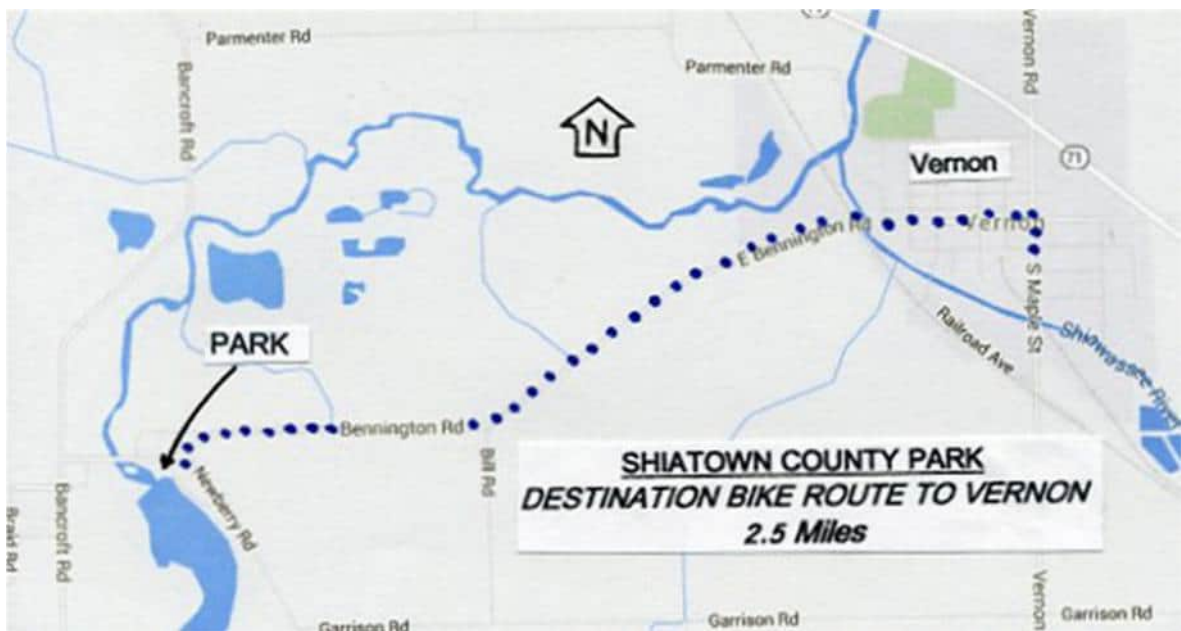 Parmenter Rd
Vernon Rd
Bancroft Rd
Parmenter Rd
N
71
Vernon
Vernon
E Bennington Rd
S Maple St
Railroad Ave
Shiawassee River
PARK
Bennington Rd
Newberry Rd
Bill Rd
SHIATOWN COUNTY PARK
DESTINATION BIKE ROUTE TO VERNON
2.5 Miles
Bancroft Rd
Braid Rd
Vernon
Garrison Rd
Garrison Rd
Garrison Rd